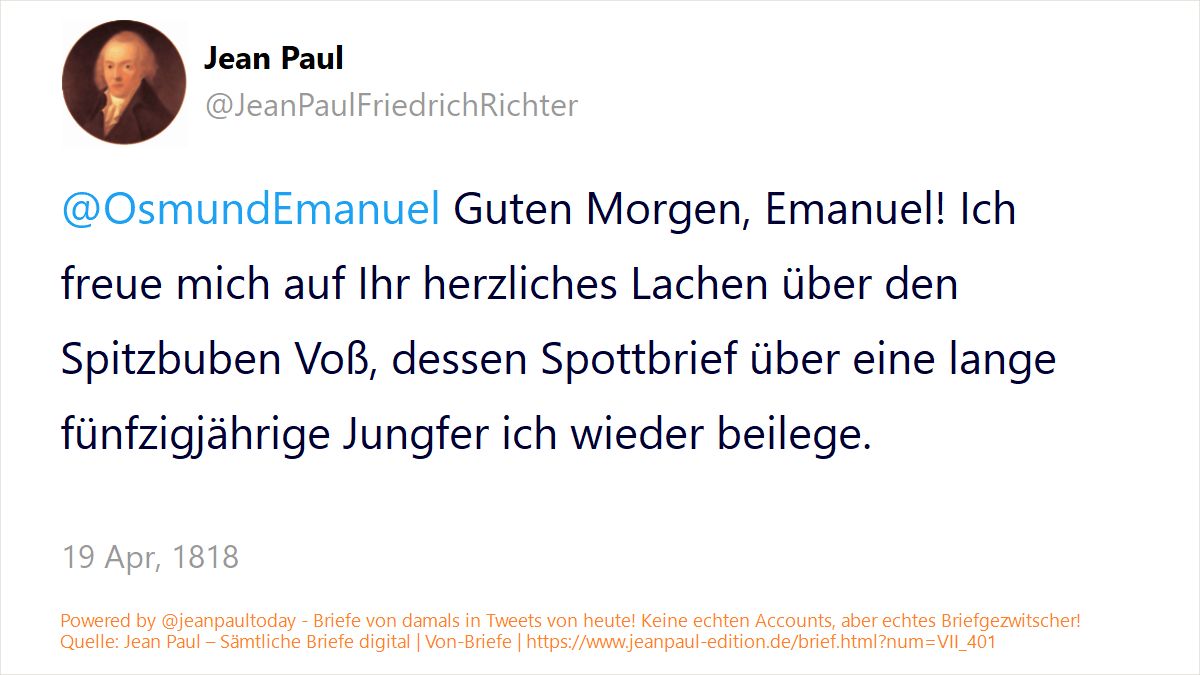 Jean Paul
@JeanPaulFriedrichRichter
@OsmundEmanuel Guten Morgen, Emanuel! Ich
freue mich auf Ihr herzliches Lachen über den
Spitzbuben Voß, dessen Spottbrief über eine lange
fünfzigjährige Jungfer ich wieder beilege.
19 Apr, 1818
Powered by @jeanpaultoday - Briefe von damals in Tweets von heute! Keine echten Accounts, aber echtes Briefgezwitscher!
Quelle: Jean Paul – Sämtliche Briefe digital | Von-Briefe | https://www.jeanpaul-edition.de/brief.html?num=VII_401